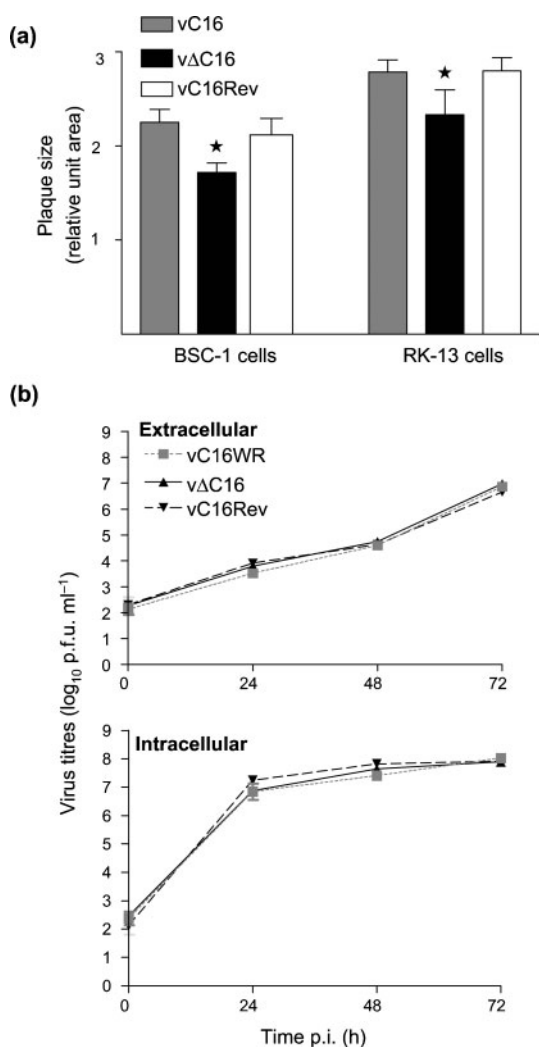 (a)
vC16
vΔC16
vC16Rev
3
2
1
Plaque size
(relative unit area)
★
★
BSC-1 cells
RK-13 cells
(b)
Extracellular
vC16WR
vΔC16
vC16Rev
9
8
7
6
5
4
3
2
1
0
0
24
48
72
Virus titres (log₁₀ p.f.u. ml⁻¹)
Intracellular
9
8
7
6
5
4
3
2
1
0
0
24
48
72
Time p.i. (h)